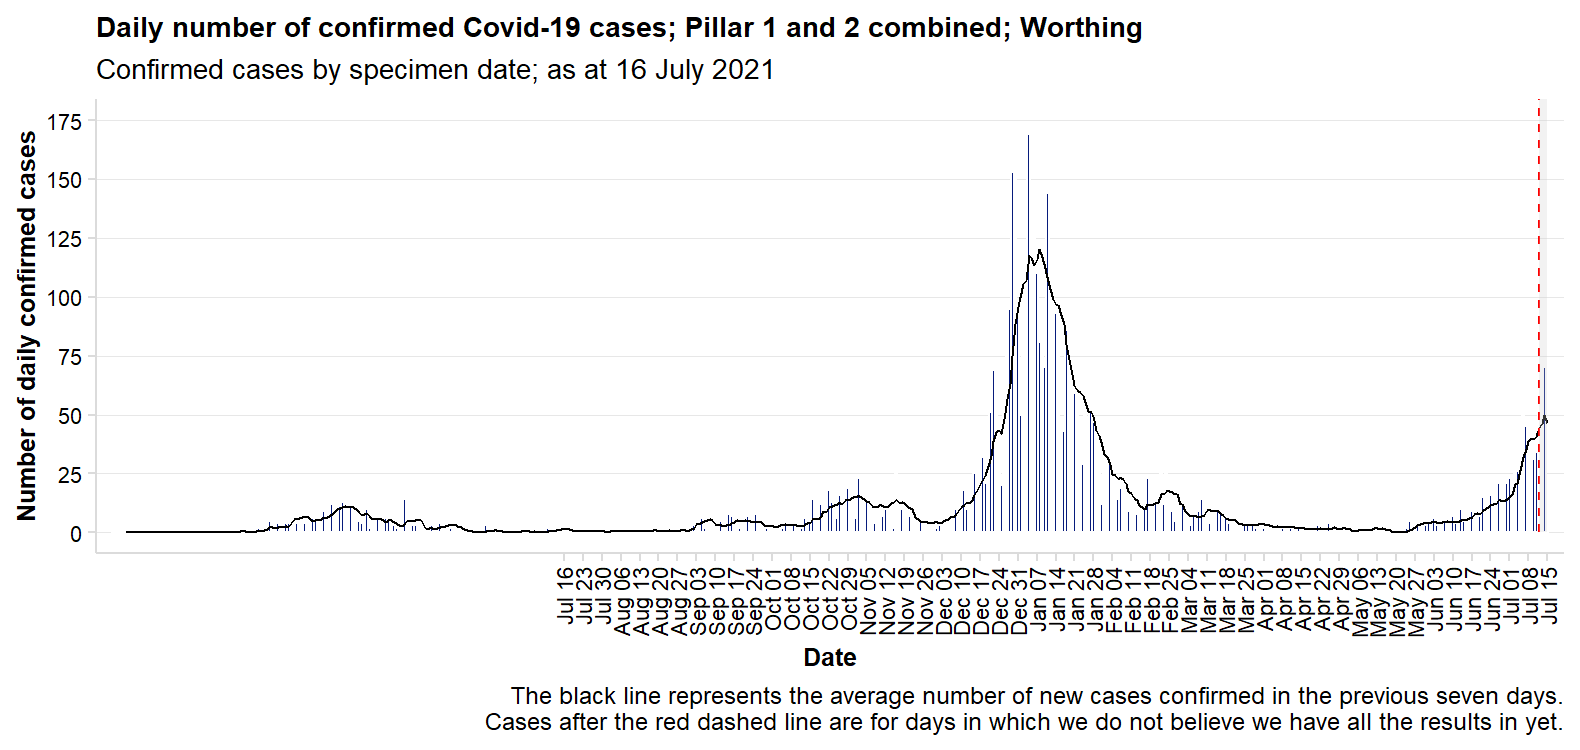 Daily number of confirmed Covid-19 cases; Pillar 1 and 2 combined; Worthing
Confirmed cases by specimen date; as at 16 July 2021
Number of daily confirmed cases
175
150
125
100
75
50
25
0
Jul 16
Jul 23
Jul 30
Aug 06
Aug 13
Aug 20
Aug 27
Sep 03
Sep 10
Sep 17
Sep 24
Oct 01
Oct 08
Oct 15
Oct 22
Oct 29
Nov 05
Nov 12
Nov 19
Nov 26
Dec 03
Dec 10
Dec 17
Dec 24
Dec 31
Jan 07
Jan 14
Jan 21
Jan 28
Feb 04
Feb 11
Feb 18
Feb 25
Mar 04
Mar 11
Mar 18
Mar 25
Apr 01
Apr 08
Apr 15
Apr 22
Apr 29
May 06
May 13
May 20
May 27
Jun 03
Jun 10
Jun 17
Jun 24
Jul 01
Jul 08
Jul 15
Date
The black line represents the average number of new cases confirmed in the previous seven days.
Cases after the red dashed line are for days in which we do not believe we have all the results in yet.